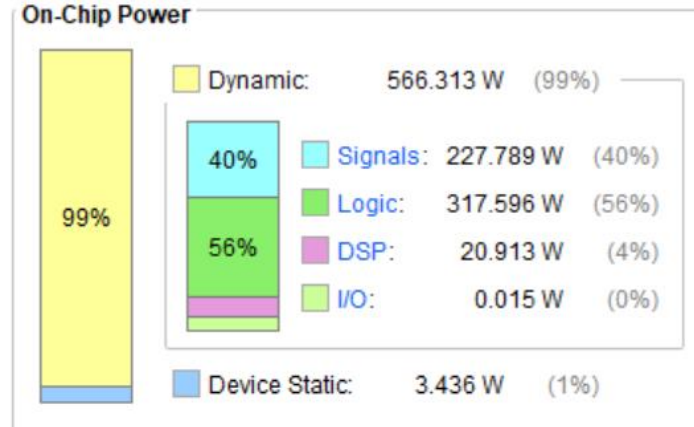 On-Chip Power
Dynamic: 566.313 W (99%)
40% Signals: 227.789 W (40%)
99%
56% Logic: 317.596 W (56%)
DSP: 20.913 W (4%)
I/O: 0.015 W (0%)
Device Static: 3.436 W (1%)